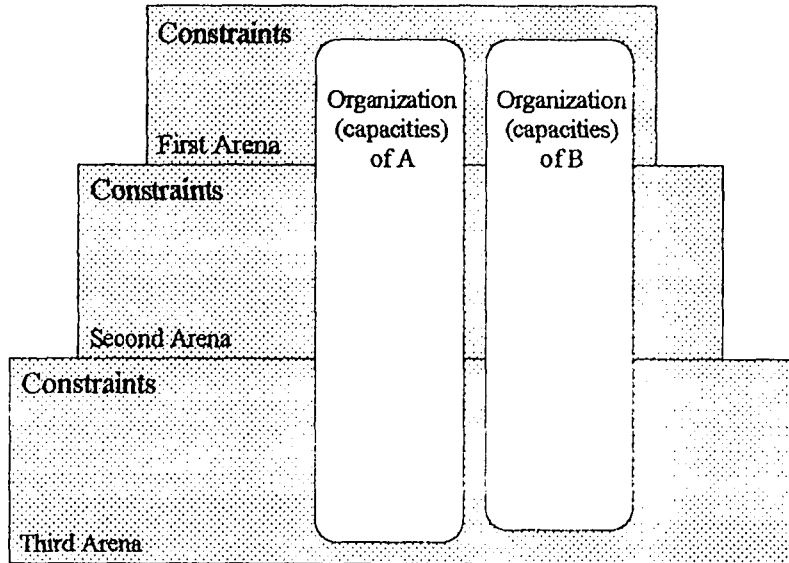 Constraints
Organization
(capacities)
of A
Organization
(capacities)
of B
First Arena
Constraints
Second Arena
Constraints
Third Arena